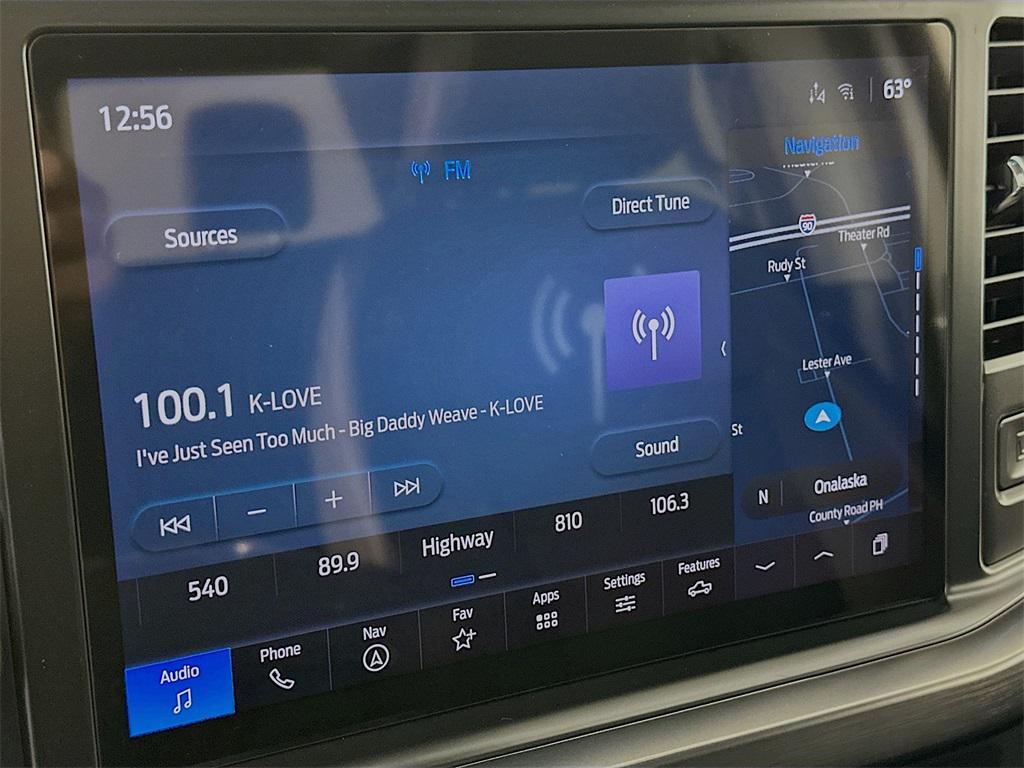 12:56
63°
FM
Navigation
Sources
Direct Tune
90
Theater Rd
Rudy St
Lester Ave
100.1 K-LOVE
I've Just Seen Too Much - Big Daddy Weave - K-LOVE
Sound
St
N
Onalaska
County Road PH
540
89.9
Highway
810
106.3
Audio
Phone
Nav
Fav
Apps
Settings
Features